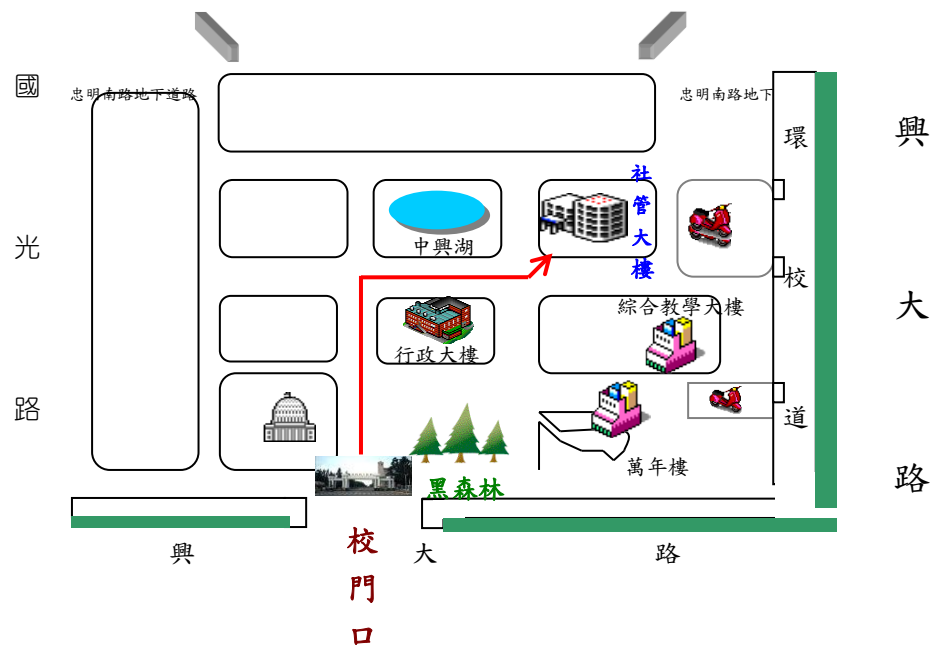 國光路
忠明南路地下道路
忠明南路地下
環校道
興大路
社管大樓
中興湖
綜合教學大樓
行政大樓
萬年樓
黑森林
興大路
校門口